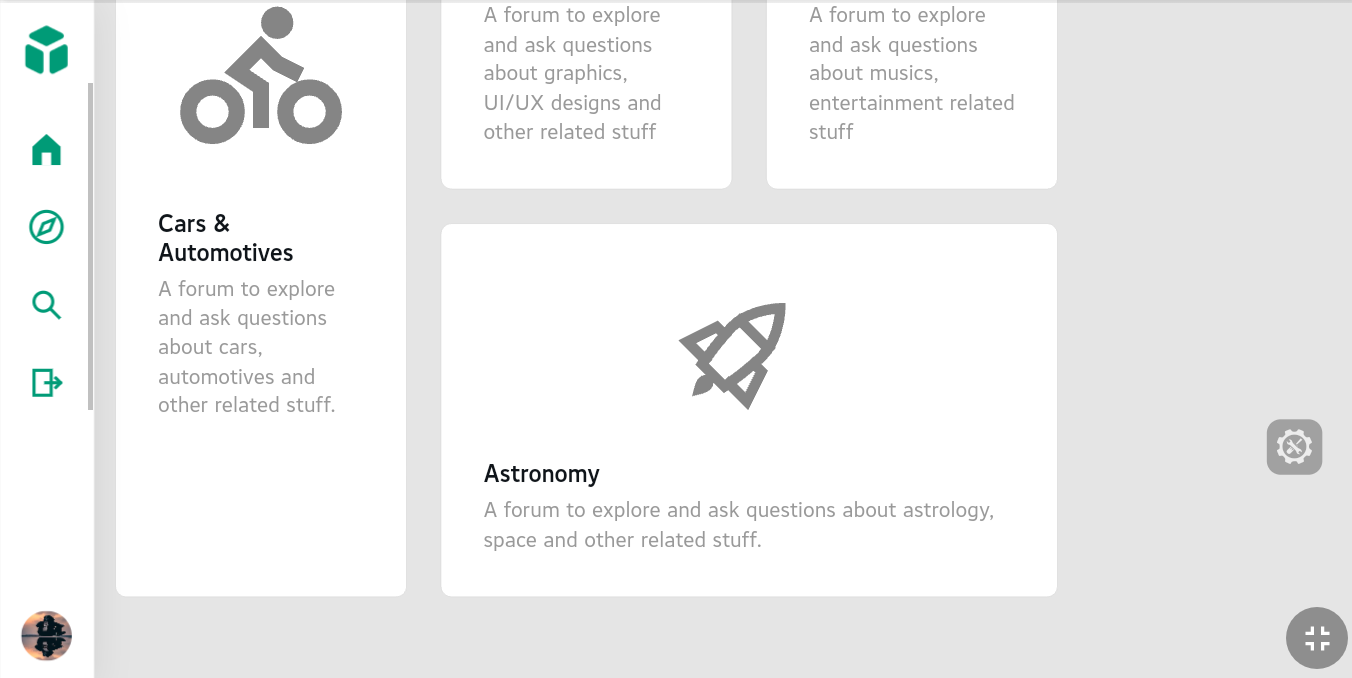 A forum to explore
and ask questions
about graphics,
UI/UX designs and
other related stuff
A forum to explore
and ask questions
about musics,
entertainment related
stuff
Cars &
Automotives
A forum to explore
and ask questions
about cars,
automotives and
other related stuff.
Astronomy
A forum to explore and ask questions about astrology,
space and other related stuff.